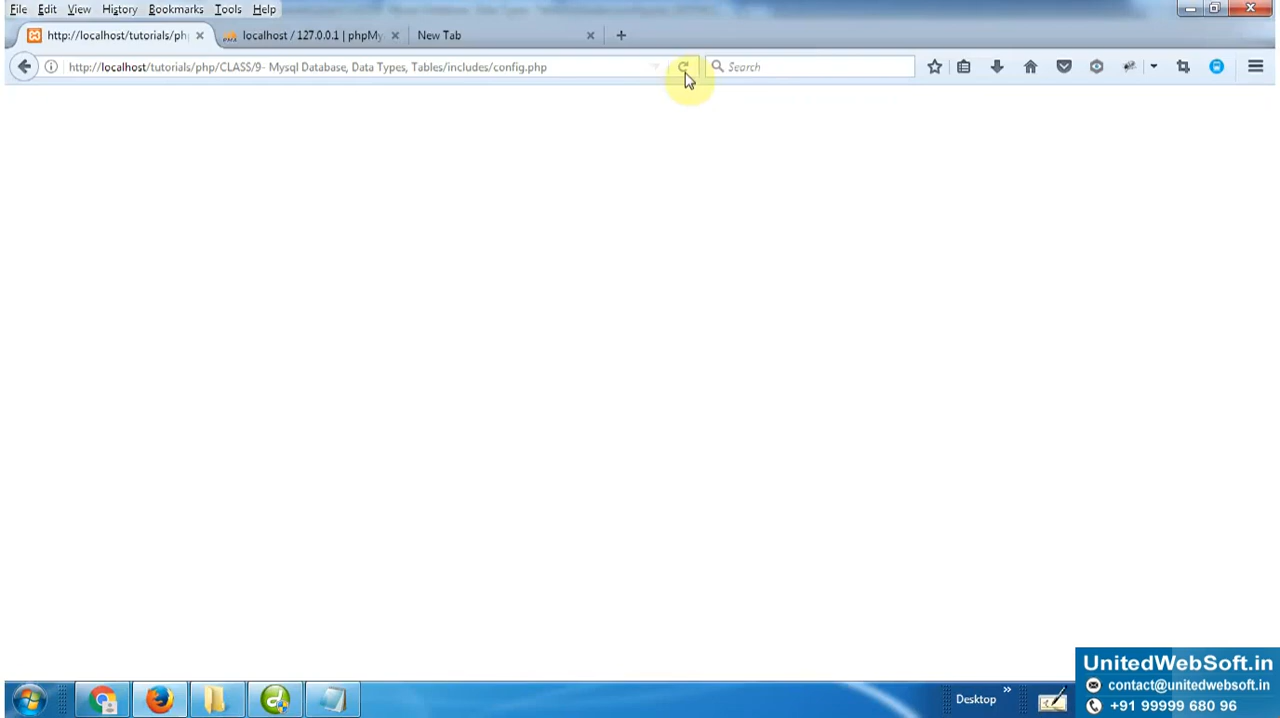 File Edit View History Bookmarks Tools Help
http://localhost/tutorials/ph
localhost / 127.0.0.1 | phpMy
New Tab
http://localhost/tutorials/php/CLASS/9- Mysql Database, Data Types, Tables/includes/config.php
Search
UnitedWebSoft.in
contact@unitedwebsoft.in
Desktop
+91 99999 680 96